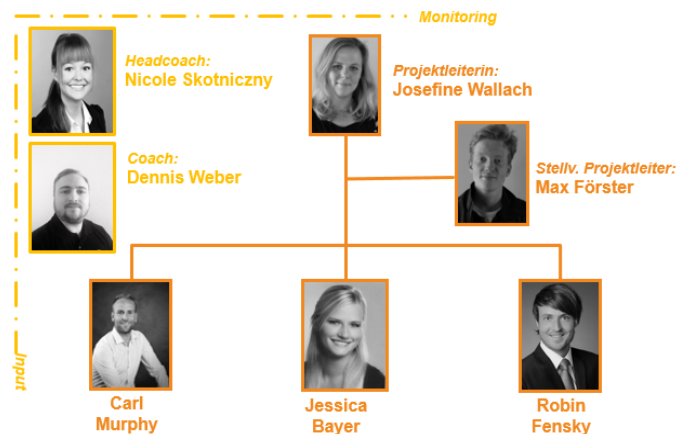 Monitoring
Headcoach:
Nicole Skotniczny
Projektleiterin:
Josefine Wallach
Coach:
Dennis Weber
Stellv. Projektleiter:
Max Förster
Input
Carl
Murphy
Jessica
Bayer
Robin
Fensky